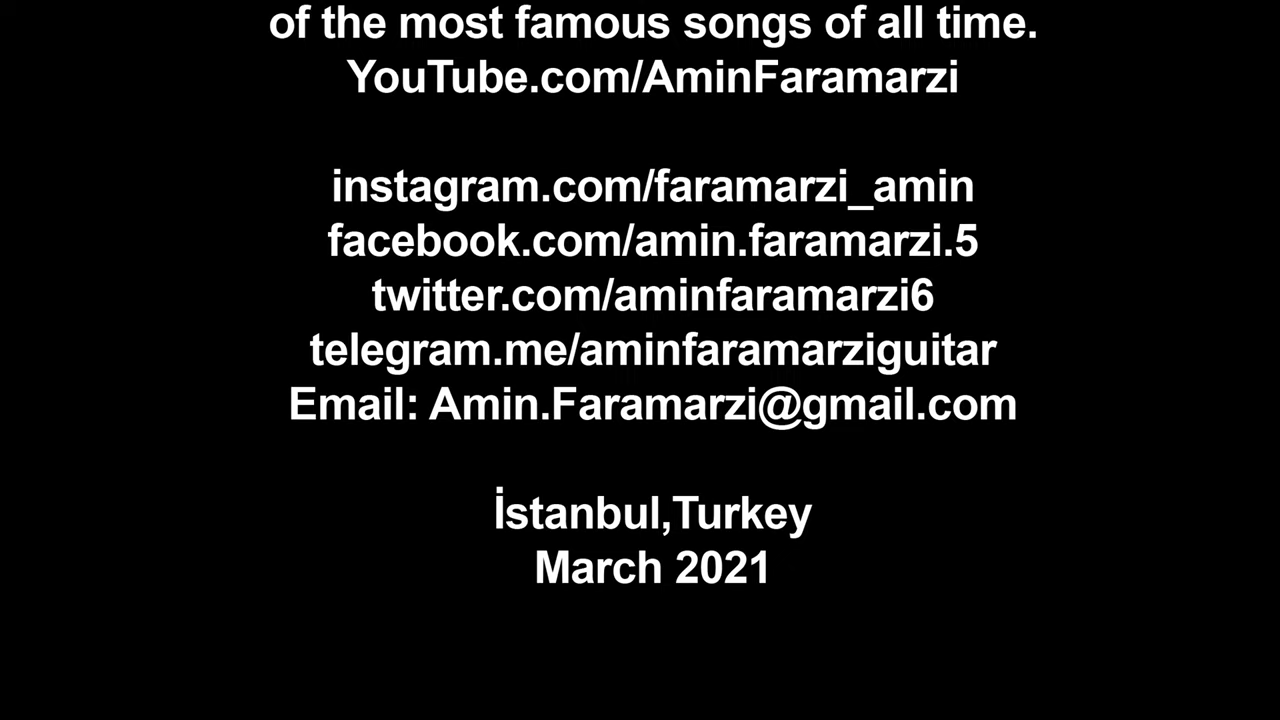 of the most famous songs of all time.
YouTube.com/AminFaramarzi
instagram.com/faramarzi_amin
facebook.com/amin.faramarzi.5
twitter.com/aminfaramarzi6
telegram.me/aminfaramarziguitar
Email: Amin.Faramarzi@gmail.com
İstanbul,Turkey
March 2021